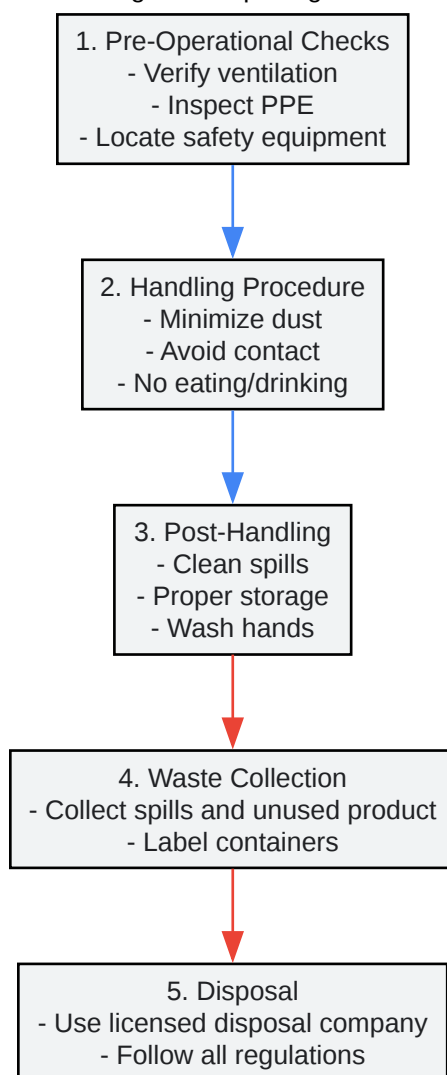 1. Pre-Operational Checks
- Verify ventilation
- Inspect PPE
- Locate safety equipment
2. Handling Procedure
- Minimize dust
- Avoid contact
- No eating/drinking
3. Post-Handling
- Clean spills
- Proper storage
- Wash hands
4. Waste Collection
- Collect spills and unused product
- Label containers
5. Disposal
- Use licensed disposal company
- Follow all regulations